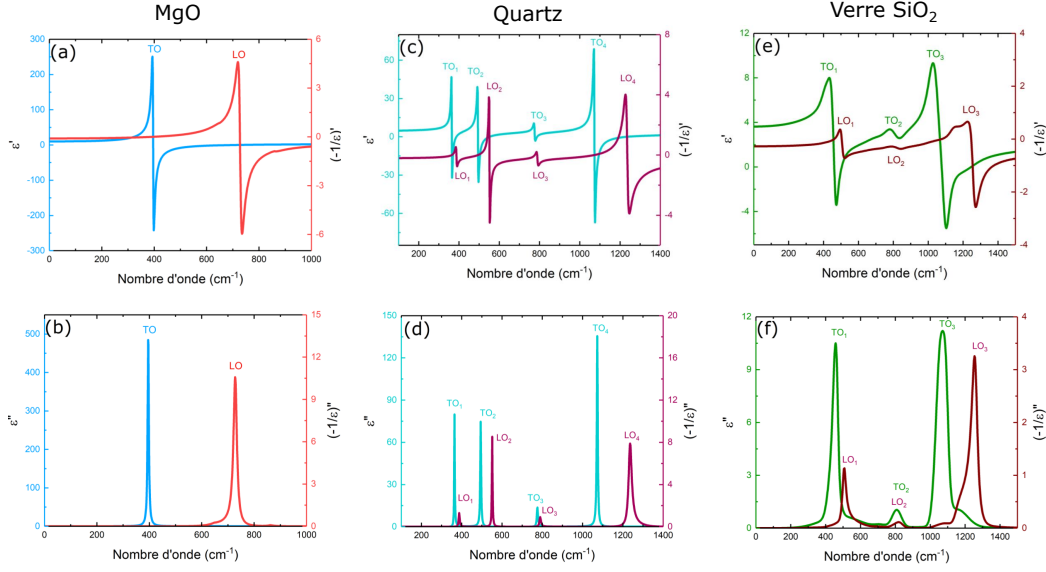 MgO
Quartz
Verre SiO2
(a)
TO
LO
300
200
100
0
-100
-200
-300
6
3
0
-3
-6
ε'
(-1/ε)'
0
200
400
600
800
1000
Nombre d'onde (cm-1)
(c)
TO1
TO2
LO2
TO3
TO4
LO4
LO1
LO3
60
30
0
-30
-60
8
4
0
-4
-8
ε'
(-1/ε)'
200
400
600
800
1000
1200
1400
Nombre d'onde (cm-1)
(e)
TO1
TO2
TO3
LO1
LO2
LO3
12
8
4
0
-4
4
2
0
-2
-4
ε'
(-1/ε)'
0
200
400
600
800
1000
1200
1400
Nombre d'onde (cm-1)
(b)
TO
LO
500
400
300
200
100
0
15
12
9
6
3
0
ε''
(-1/ε)''
0
200
400
600
800
1000
Nombre d'onde (cm-1)
(d)
TO1
TO2
LO2
LO1
TO3
LO3
TO4
LO4
150
120
90
60
30
0
20
16
12
8
4
0
ε''
(-1/ε)''
0
200
400
600
800
1000
1200
1400
Nombre d'onde (cm-1)
(f)
TO1
LO1
TO2
LO2
TO3
LO3
12
9
6
3
0
4
3
2
1
0
ε''
(-1/ε)''
0
200
400
600
800
1000
1200
1400
Nombre d'onde (cm-1)